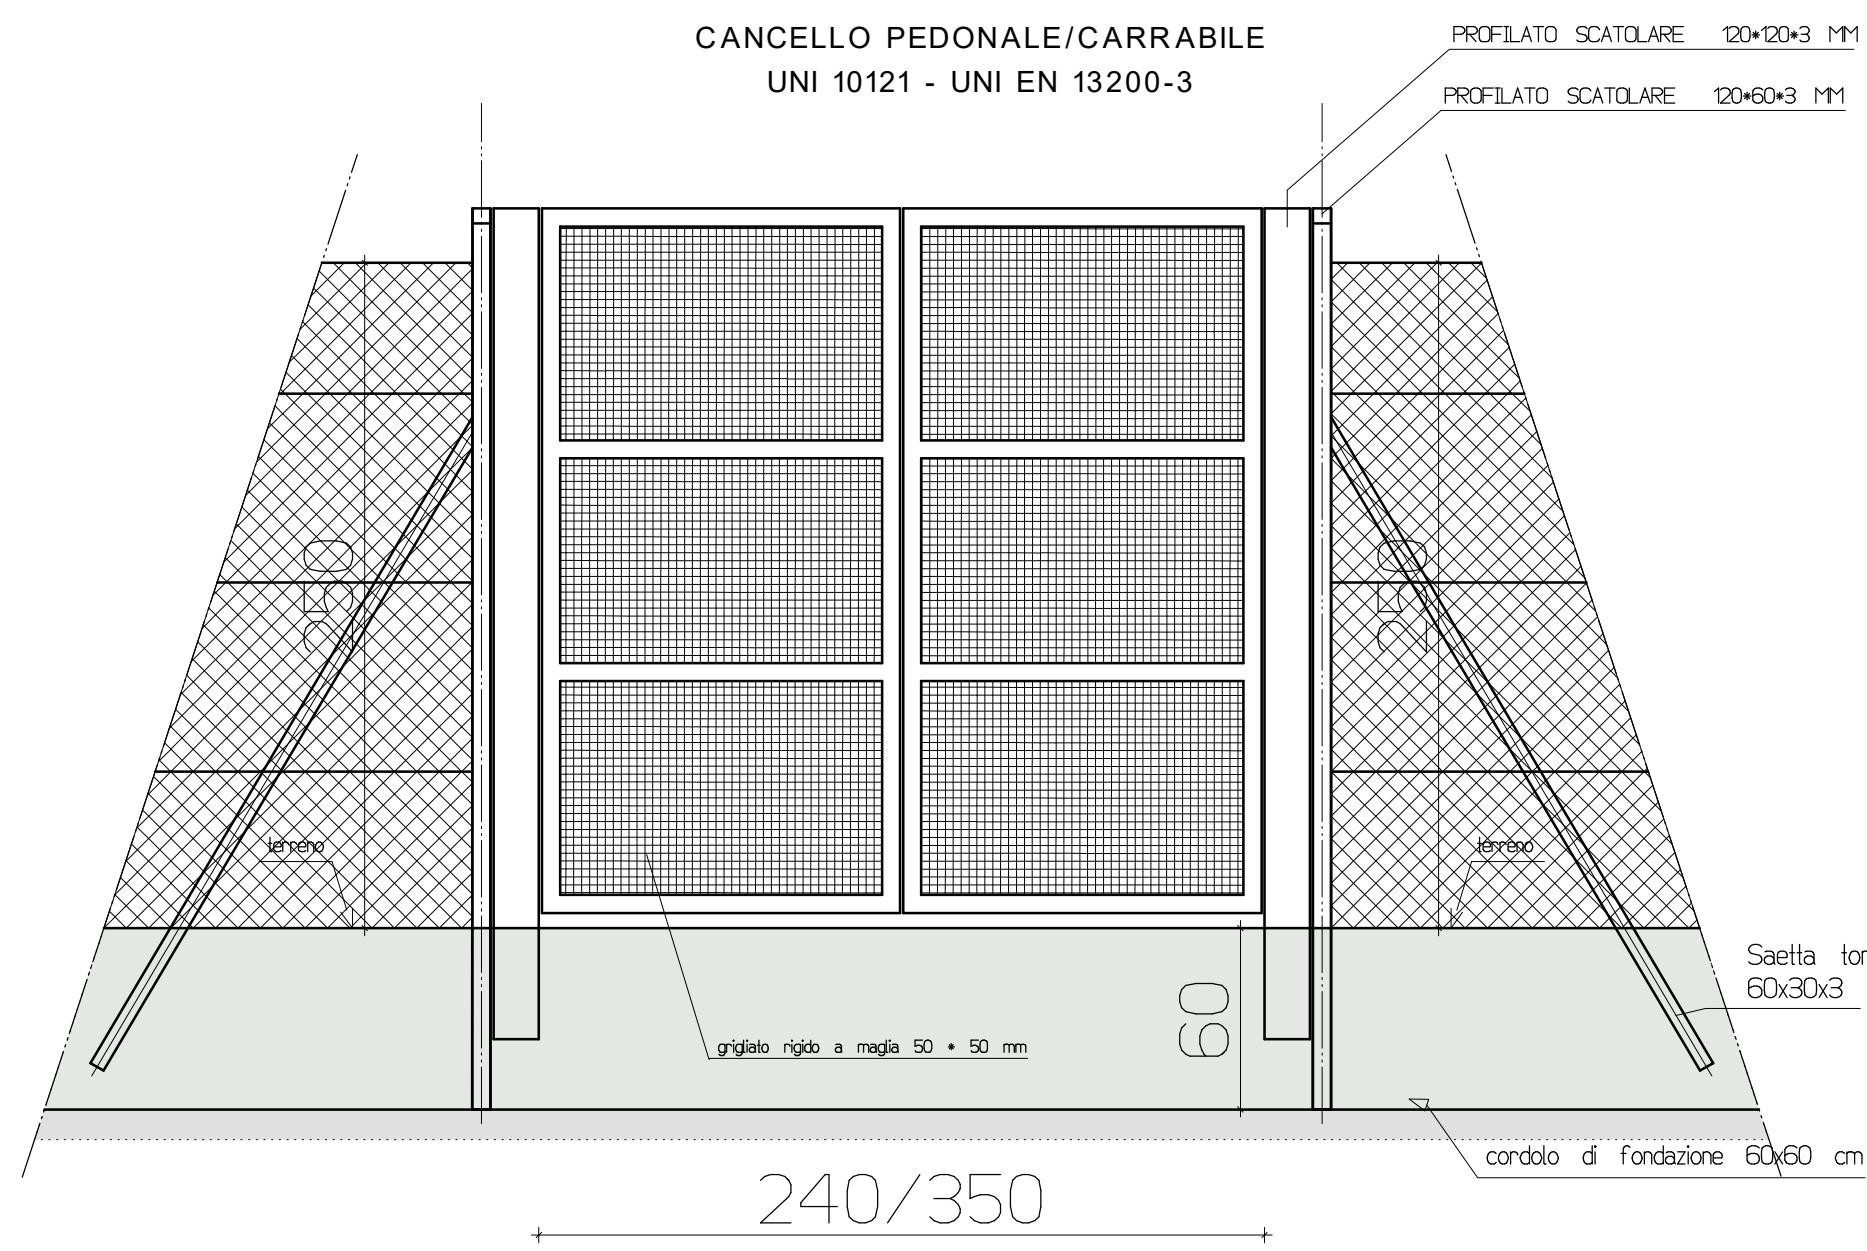 CANCELLO PEDONALE/CARRABILE
UNI 10121 - UNI EN 13200-3
PROFILATO SCATOLARE 120*120*3 MM
PROFILATO SCATOLARE 120*60*3 MM
250
250
terreno
terreno
Saetta tor
60x30x3
60
grigliato rigido a maglia 50 * 50 mm
cordolo di fondazione 60x60 cm
240/350